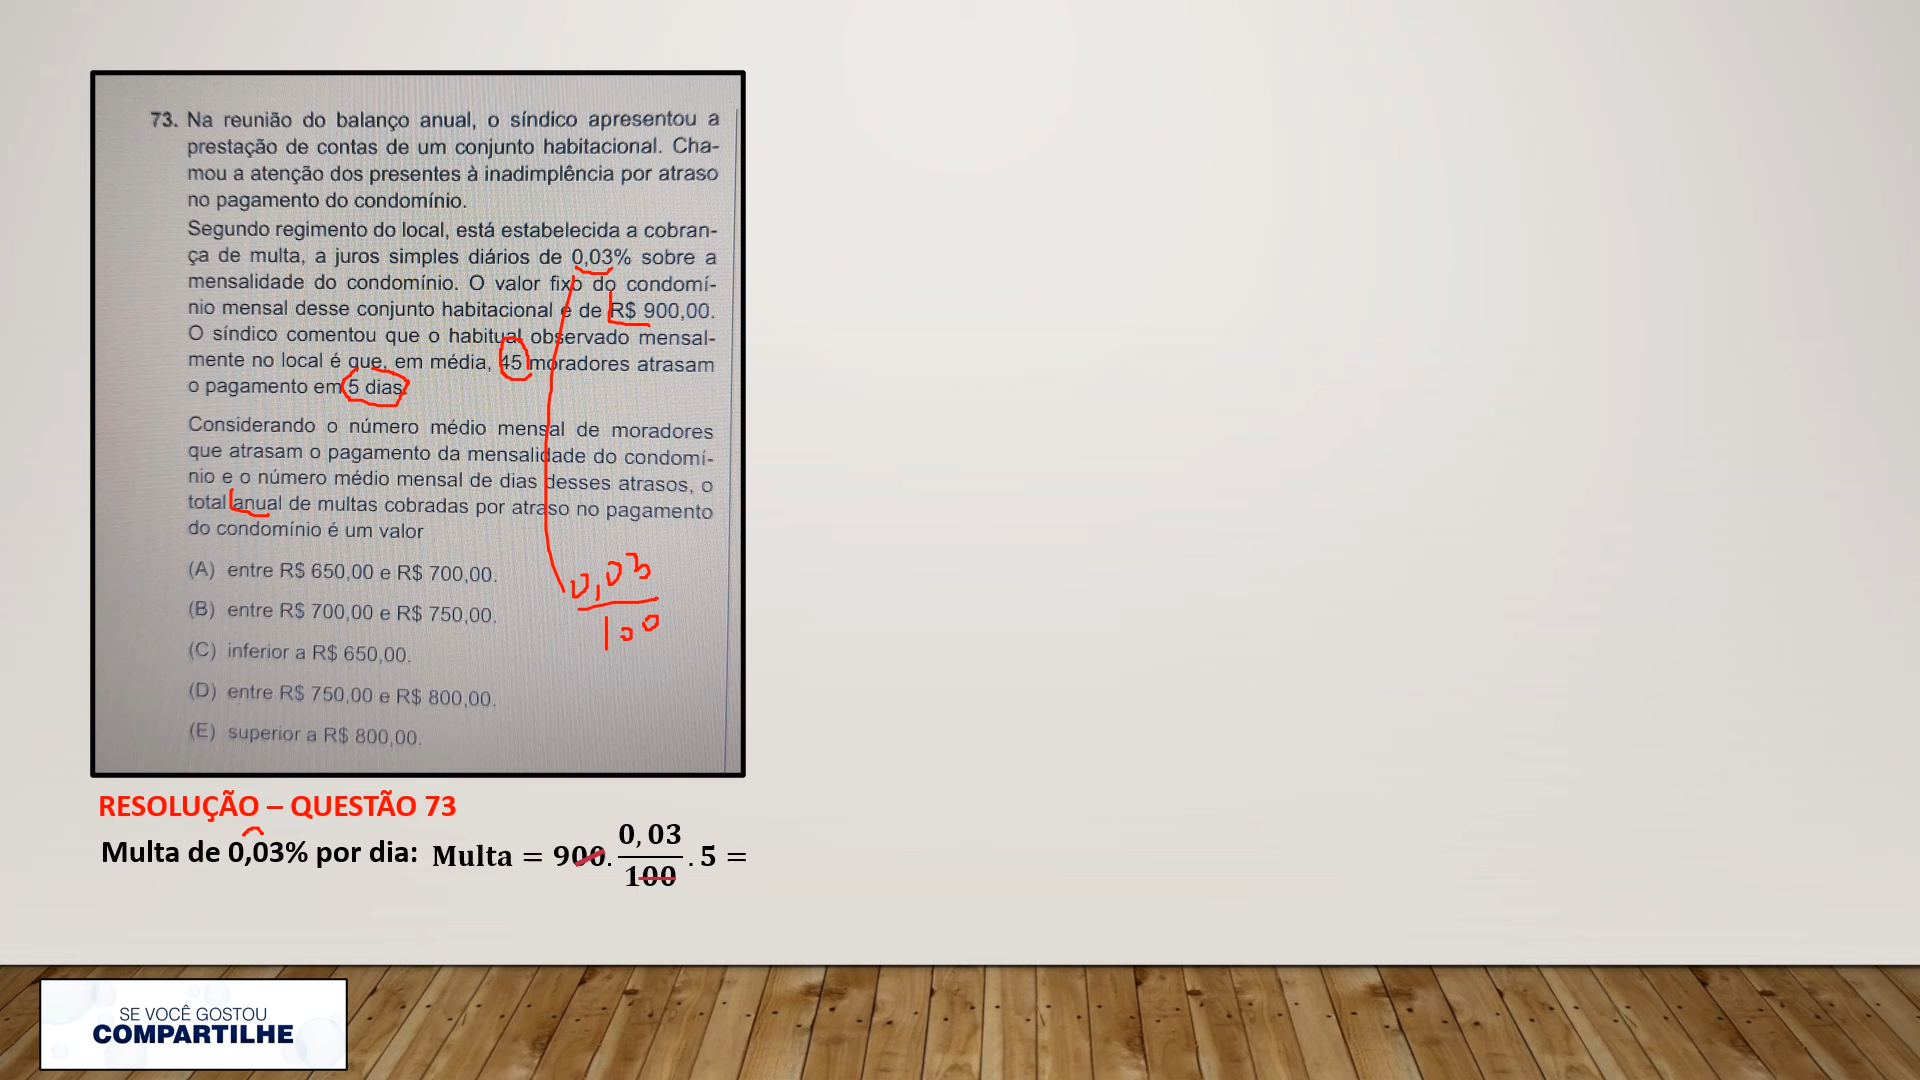 73. Na reunião do balanço anual, o síndico apresentou a
prestação de contas de um conjunto habitacional. Cha-
mou a atenção dos presentes à inadimplência por atraso
no pagamento do condomínio.
Segundo regimento do local, está estabelecida a cobran-
ça de multa, a juros simples diários de 0,03% sobre a
mensalidade do condomínio. O valor fixo do condomí-
nio mensal desse conjunto habitacional é de R$ 900,00.
O síndico comentou que o habitual observado mensal-
mente no local é que, em média, 45 moradores atrasam
o pagamento em 5 dias.
Considerando o número médio mensal de moradores
que atrasam o pagamento da mensalidade do condomí-
nio e o número médio mensal de dias desses atrasos, o
total anual de multas cobradas por atraso no pagamento
do condomínio é um valor
(A) entre R$ 650,00 e R$ 700,00.
(B) entre R$ 700,00 e R$ 750,00.
(C) inferior a R$ 650,00.
(D) entre R$ 750,00 e R$ 800,00.
(E) superior a R$ 800,00.
0,03
100
RESOLUÇÃO – QUESTÃO 73
Multa de 0,03% por dia: Multa = 900. 0,03/100 . 5 =
SE VOCÊ GOSTOU
COMPARTILHE